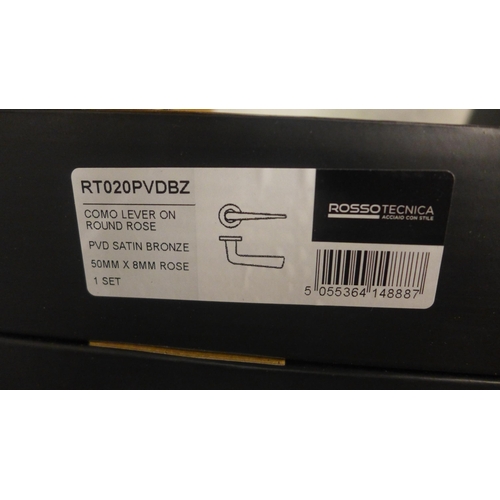 RT020PVDBZ
COMO LEVER ON
ROUND ROSE
PVD SATIN BRONZE
50MM X 8MM ROSE
1 SET
ROSSOTECNICA
ACCIAIO CON STILE
5 055364 148887